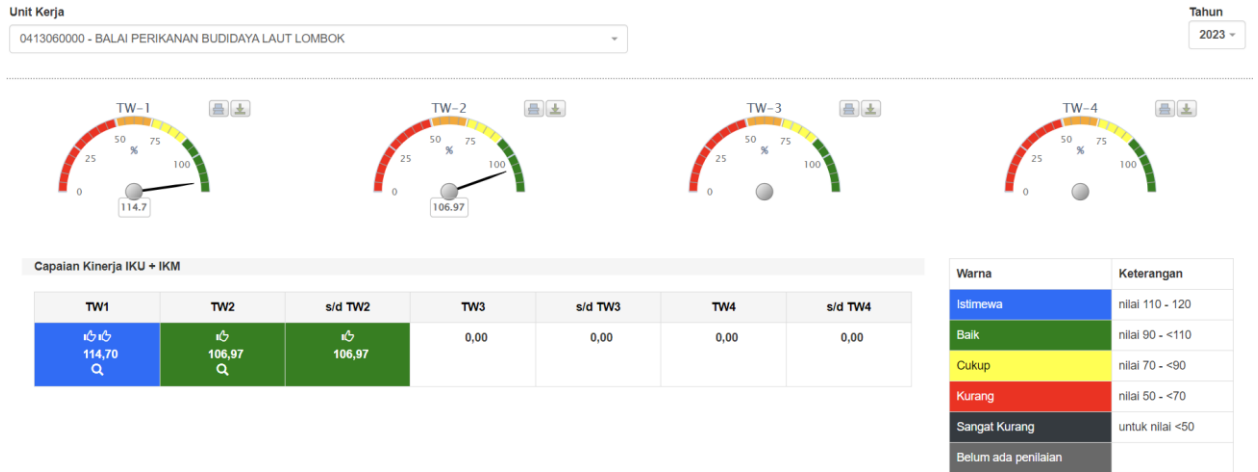 Unit Kerja
Tahun
0413060000 - BALAI PERIKANAN BUDIDAYA LAUT LOMBOK
2023
TW-1
0
25
50
75
100
%
114.7
TW-2
0
25
50
75
100
%
106.97
TW-3
0
25
50
75
100
%
TW-4
0
25
50
75
100
%
Capaian Kinerja IKU + IKM
TW1 TW2 s/d TW2 TW3 s/d TW3 TW4 s/d TW4
114,70 106,97 106,97 0,00 0,00 0,00 0,00
Warna Keterangan
Istimewa nilai 110 - 120
Baik nilai 90 - <110
Cukup nilai 70 - <90
Kurang nilai 50 - <70
Sangat Kurang untuk nilai <50
Belum ada penilaian